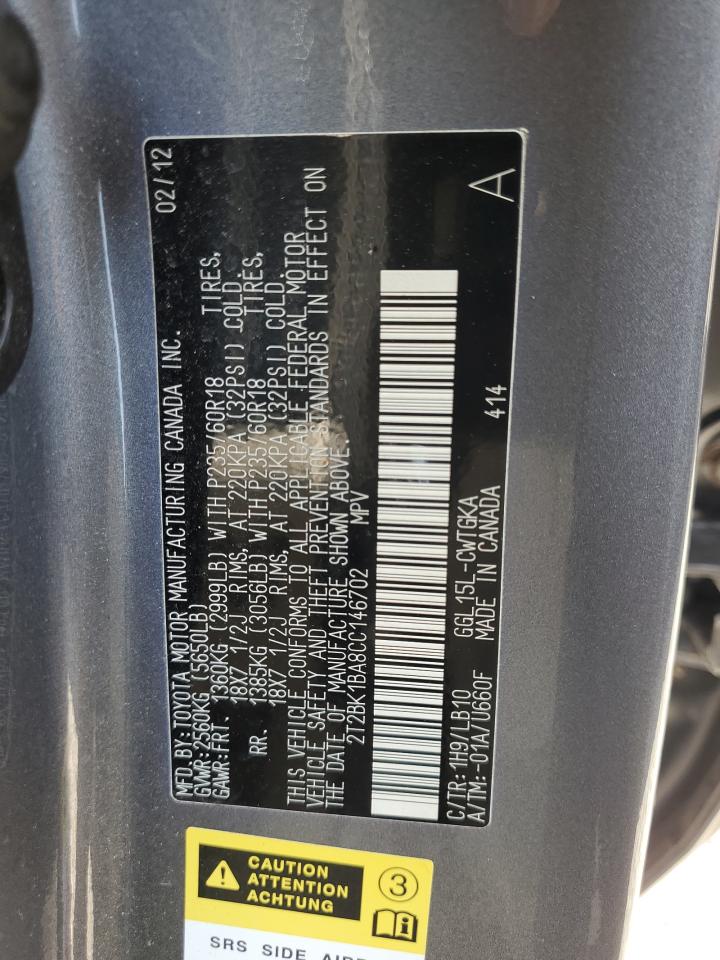 MFD. BY: TOYOTA MOTOR MANUFACTURING CANADA INC. 02/12
GVWR: 2560KG (5650LB)
GAWR: FRT. 1360KG (2999LB) WITH P235/60R18 TIRES,
18X7 1/2J RIMS, AT 220KPA (32PSI) COLD.
RR. 1385KG (3056LB) WITH P235/60R18 TIRES,
18X7 1/2J RIMS, AT 220KPA (32PSI) COLD.
THIS VEHICLE CONFORMS TO ALL APPLICABLE FEDERAL MOTOR
VEHICLE SAFETY AND THEFT PREVENTION STANDARDS IN EFFECT ON
THE DATE OF MANUFACTURE SHOWN ABOVE.
2T2BK1BA8CC146702 MPV
C/TR: 1H9/LB10 GGL15L-CWTGKA 414
A/TM: -01A/U660F MADE IN CANADA A
CAUTION
ATTENTION
ACHTUNG
3
SRS SIDE